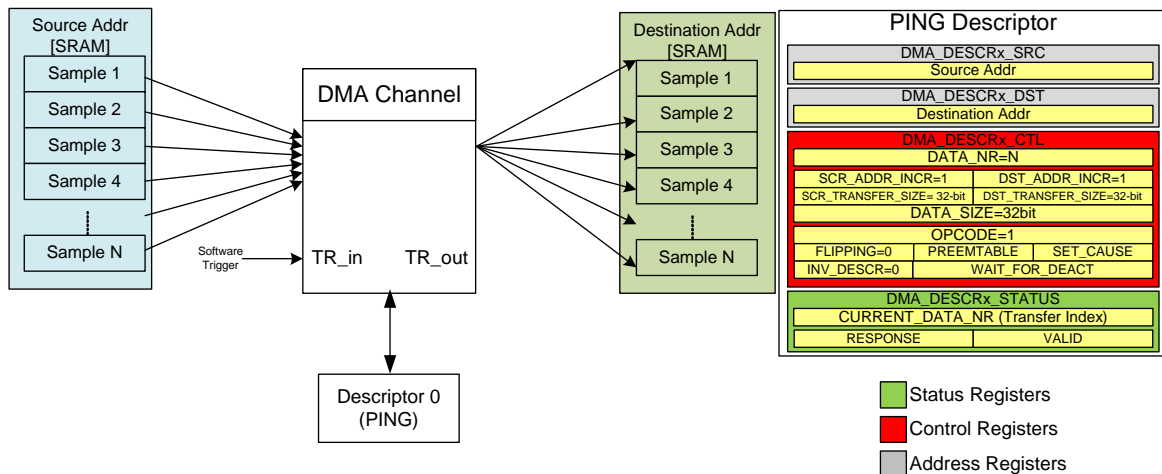 Source Addr
[SRAM]
Sample 1
Sample 2
Sample 3
Sample 4
Sample N
DMA Channel
Software
Trigger
TR_in
TR_out
Descriptor 0
(PING)
Destination Addr
[SRAM]
Sample 1
Sample 2
Sample 3
Sample 4
Sample N
PING Descriptor
DMA_DESCRx_SRC
Source Addr
DMA_DESCRx_DST
Destination Addr
DMA_DESCRx_CTL
DATA_NR=N
SCR_ADDR_INCR=1
DST_ADDR_INCR=1
SCR_TRANSFER_SIZE= 32-bit
DST_TRANSFER_SIZE=32-bit
DATA_SIZE=32bit
OPCODE=1
FLIPPING=0
PREEMTABLE
SET_CAUSE
INV_DESCR=0
WAIT_FOR_DEACT
DMA_DESCRx_STATUS
CURRENT_DATA_NR (Transfer Index)
RESPONSE
VALID
Status Registers
Control Registers
Address Registers